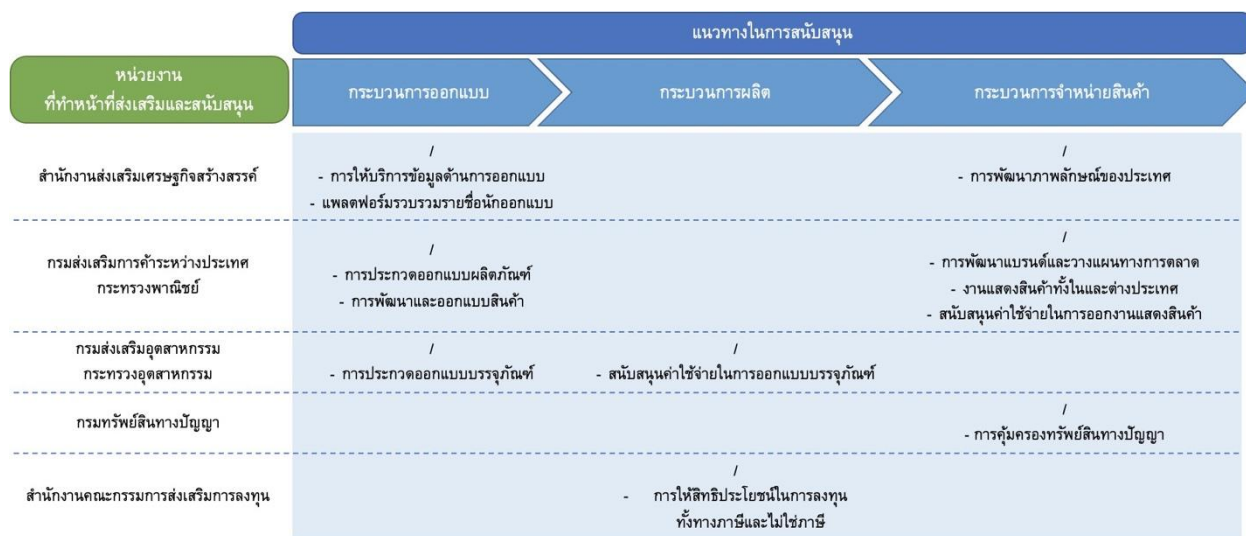 แนวทางในการสนับสนุน
หน่วยงาน
ที่ทำหน้าที่ส่งเสริมและสนับสนุน
กระบวนการออกแบบ
กระบวนการผลิต
กระบวนการจำหน่ายสินค้า
สำนักงานส่งเสริมเศรษฐกิจสร้างสรรค์
/
- การให้บริการข้อมูลด้านการออกแบบ
- แพลตฟอร์มรวบรวมรายชื่อนักออกแบบ
/
- การพัฒนาภาพลักษณ์ของประเทศ
กรมส่งเสริมการค้าระหว่างประเทศ
กระทรวงพาณิชย์
/
- การประกวดออกแบบผลิตภัณฑ์
- การพัฒนาและออกแบบสินค้า
/
- การพัฒนาแบรนด์และวางแผนทางการตลาด
- งานแสดงสินค้าทั้งในและต่างประเทศ
- สนับสนุนค่าใช้จ่ายในการออกงานแสดงสินค้า
กรมส่งเสริมอุตสาหกรรม
กระทรวงอุตสาหกรรม
/
- การประกวดออกแบบบรรจุภัณฑ์
/
- สนับสนุนค่าใช้จ่ายในการออกแบบบรรจุภัณฑ์
กรมทรัพย์สินทางปัญญา
/
- การคุ้มครองทรัพย์สินทางปัญญา
สำนักงานคณะกรรมการส่งเสริมการลงทุน
/
- การให้สิทธิประโยชน์ในการลงทุน
ทั้งทางภาษีและไม่ใช่ภาษี